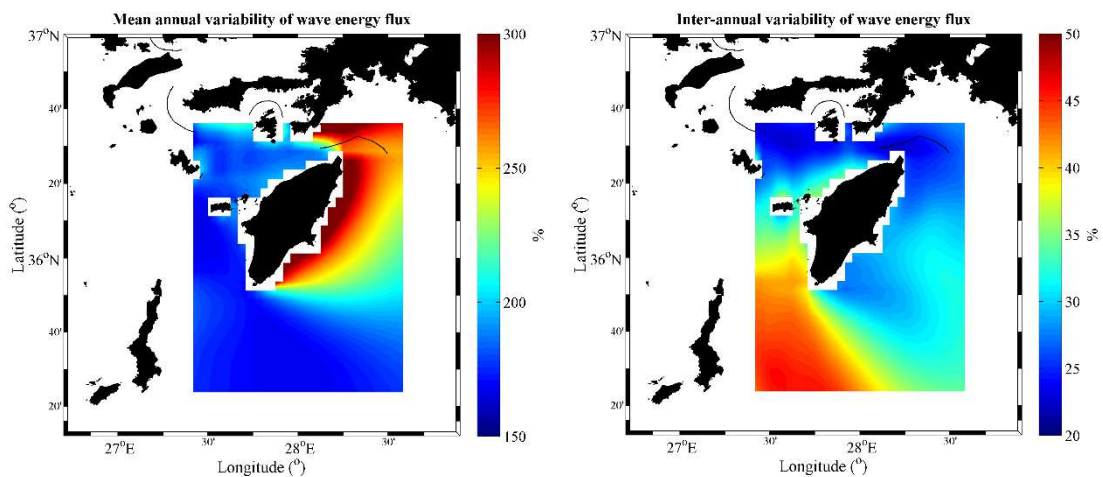 Mean annual variability of wave energy flux
37°N
40'
20'
36°N
40'
20'
27°E
30'
28°E
30'
Latitude (°)
Longitude (°)
300
250
200
150
%
Inter-annual variability of wave energy flux
37°N
40'
20'
36°N
40'
20'
27°E
30'
28°E
30'
Latitude (°)
Longitude (°)
50
45
40
35
30
25
20
%